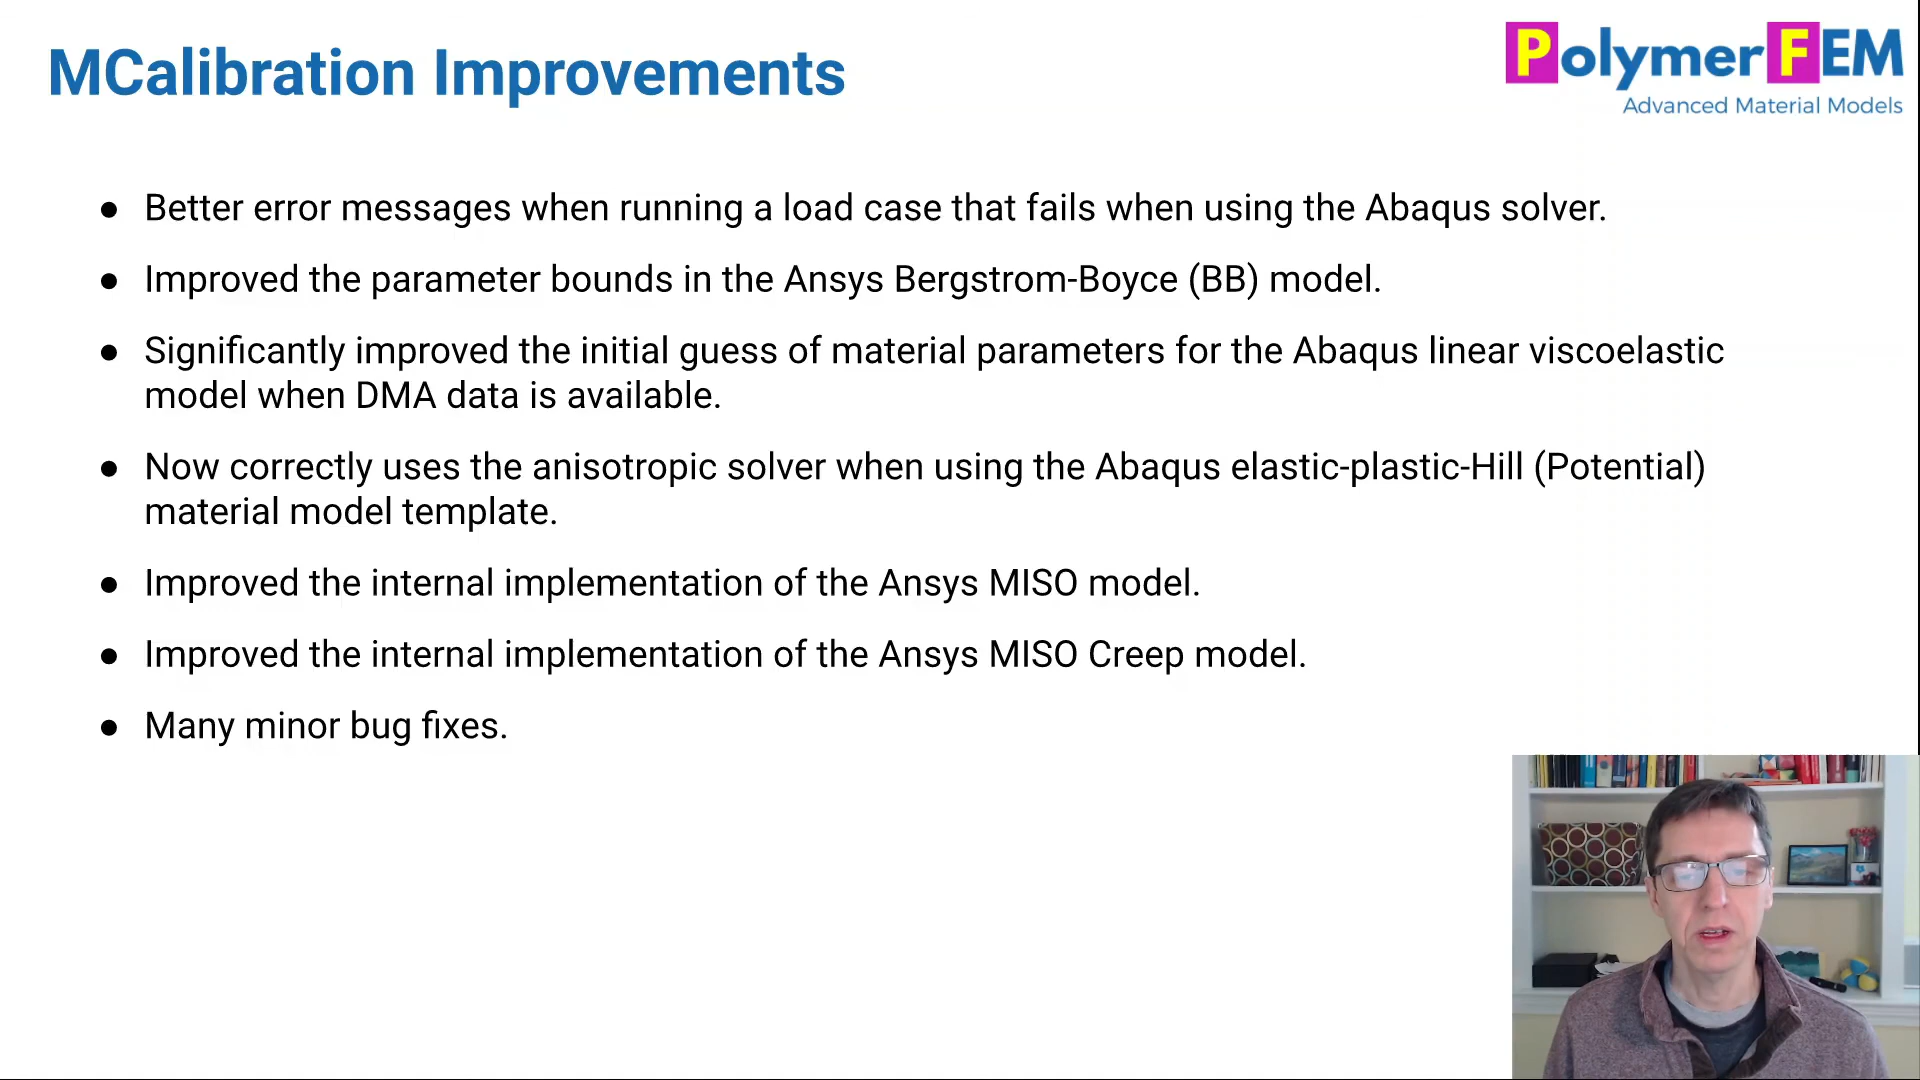 MCalibration Improvements
PolymerFEM
Advanced Material Models
● Better error messages when running a load case that fails when using the Abaqus solver.
● Improved the parameter bounds in the Ansys Bergstrom-Boyce (BB) model.
● Significantly improved the initial guess of material parameters for the Abaqus linear viscoelastic
model when DMA data is available.
● Now correctly uses the anisotropic solver when using the Abaqus elastic-plastic-Hill (Potential)
material model template.
● Improved the internal implementation of the Ansys MISO model.
● Improved the internal implementation of the Ansys MISO Creep model.
● Many minor bug fixes.